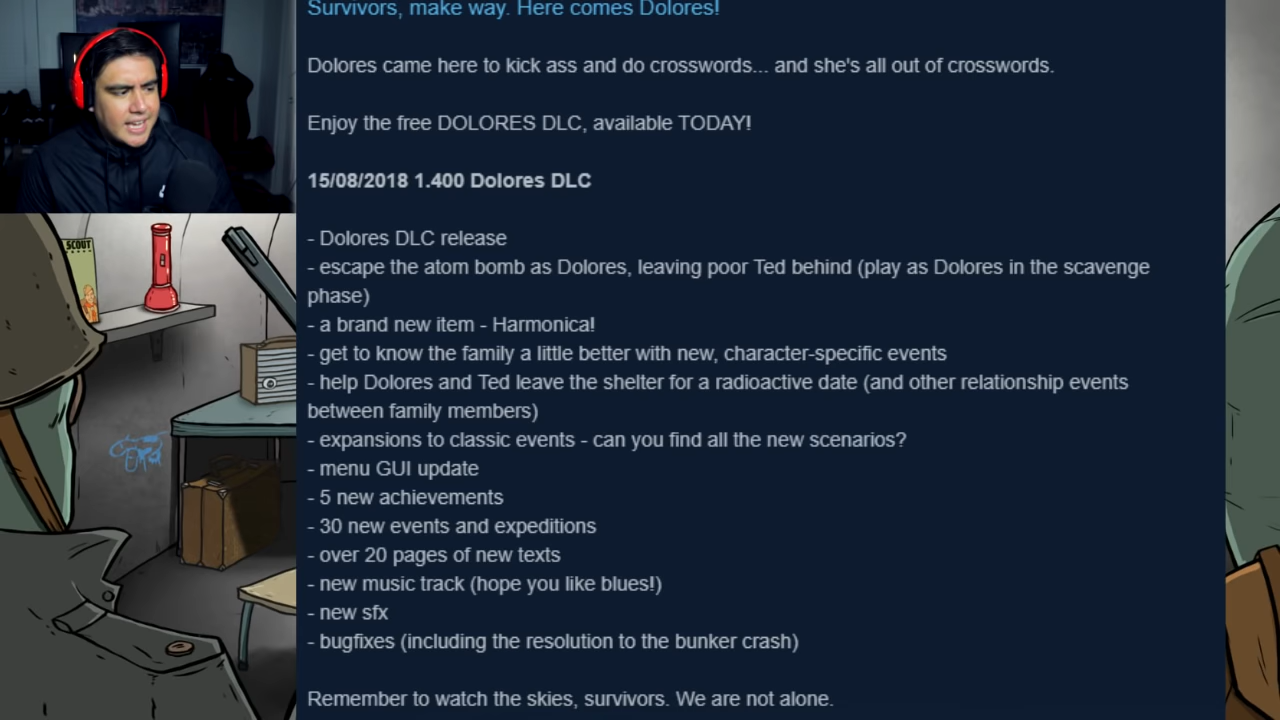 Survivors, make way. Here comes Dolores!
Dolores came here to kick ass and do crosswords... and she's all out of crosswords.
Enjoy the free DOLORES DLC, available TODAY!
15/08/2018 1.400 Dolores DLC
- Dolores DLC release
- escape the atom bomb as Dolores, leaving poor Ted behind (play as Dolores in the scavenge
phase)
- a brand new item - Harmonica!
- get to know the family a little better with new, character-specific events
- help Dolores and Ted leave the shelter for a radioactive date (and other relationship events
between family members)
- expansions to classic events - can you find all the new scenarios?
- menu GUI update
- 5 new achievements
- 30 new events and expeditions
- over 20 pages of new texts
- new music track (hope you like blues!)
- new sfx
- bugfixes (including the resolution to the bunker crash)
Remember to watch the skies, survivors. We are not alone.
SCOUT